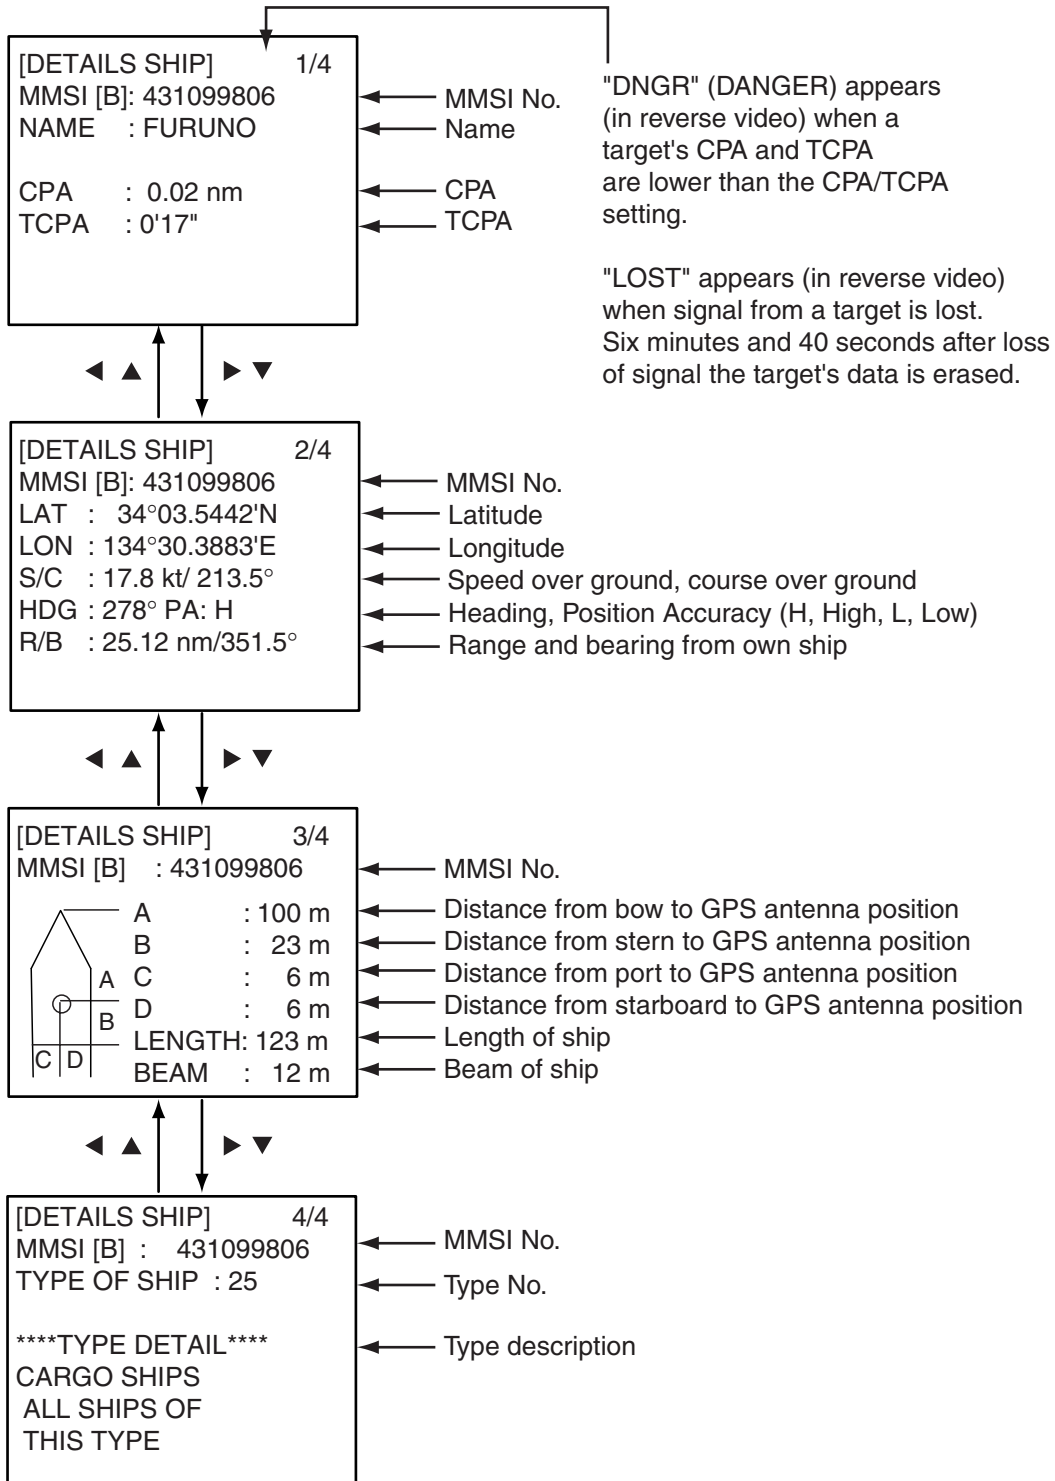 [DETAILS SHIP] 1/4
MMSI [B]: 431099806
NAME : FURUNO
CPA : 0.02 nm
TCPA : 0'17"
MMSI No.
Name
CPA
TCPA
"DNGR" (DANGER) appears
(in reverse video) when a
target's CPA and TCPA
are lower than the CPA/TCPA
setting.
"LOST" appears (in reverse video)
when signal from a target is lost.
Six minutes and 40 seconds after loss
of signal the target's data is erased.
[DETAILS SHIP] 2/4
MMSI [B]: 431099806
LAT : 34°03.5442'N
LON : 134°30.3883'E
S/C : 17.8 kt/ 213.5°
HDG : 278° PA: H
R/B : 25.12 nm/351.5°
MMSI No.
Latitude
Longitude
Speed over ground, course over ground
Heading, Position Accuracy (H, High, L, Low)
Range and bearing from own ship
[DETAILS SHIP] 3/4
MMSI [B] : 431099806
A : 100 m
B : 23 m
C : 6 m
D : 6 m
LENGTH: 123 m
BEAM : 12 m
A
B
C D
MMSI No.
Distance from bow to GPS antenna position
Distance from stern to GPS antenna position
Distance from port to GPS antenna position
Distance from starboard to GPS antenna position
Length of ship
Beam of ship
[DETAILS SHIP] 4/4
MMSI [B] : 431099806
TYPE OF SHIP : 25
****TYPE DETAIL****
CARGO SHIPS
ALL SHIPS OF
THIS TYPE
MMSI No.
Type No.
Type description